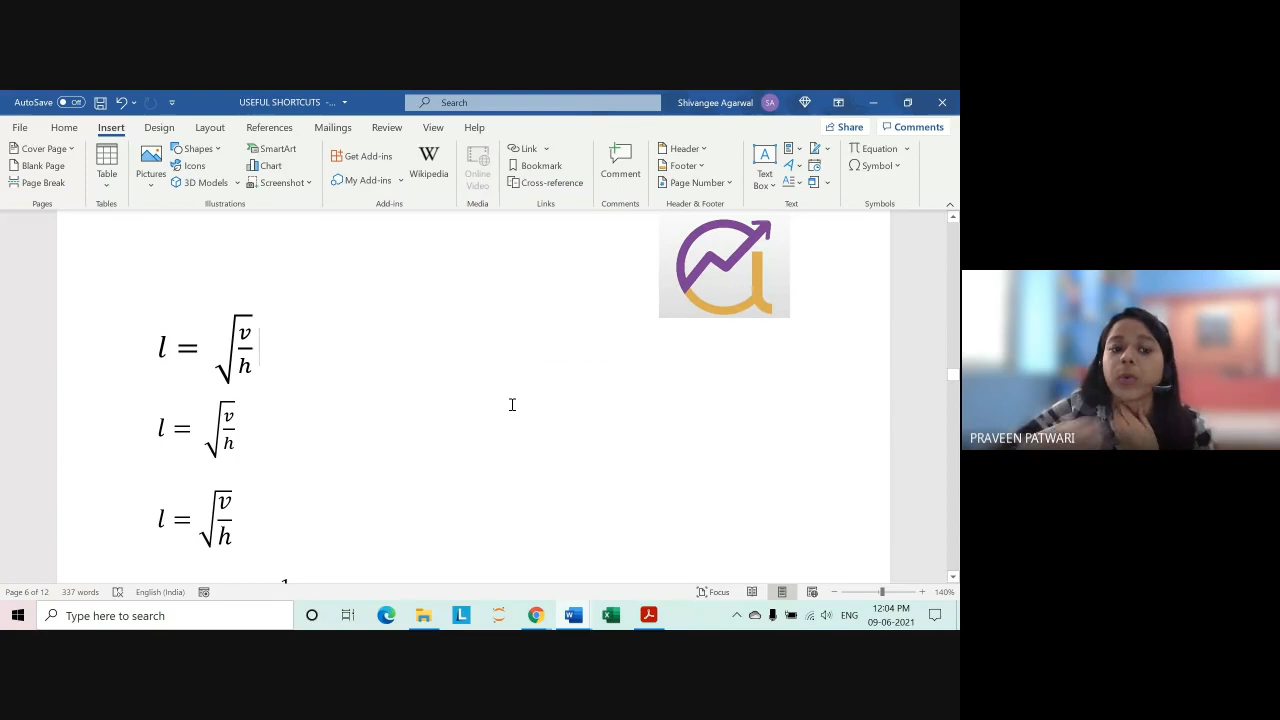 AutoSave Off USEFUL SHORTCUTS -... Search Shivangee Agarwal SA
File Home Insert Design Layout References Mailings Review View Help Share Comments
Cover Page
Blank Page
Page Break
Pages
Table
Tables
Pictures
Shapes
Icons
3D Models
SmartArt
Chart
Screenshot
Illustrations
Get Add-ins
My Add-ins
Wikipedia
Add-ins
Online
Video
Media
Link
Bookmark
Cross-reference
Links
Comment
Comments
Header
Footer
Page Number
Header & Footer
Text
Box
Text
Equation
Symbol
Symbols
l = √(v/h)
l = √(v/h)
l = √(v/h)
1
PRAVEEN PATWARI
Page 6 of 12 337 words English (India) Focus 140%
Type here to search ENG 12:04 PM
09-06-2021